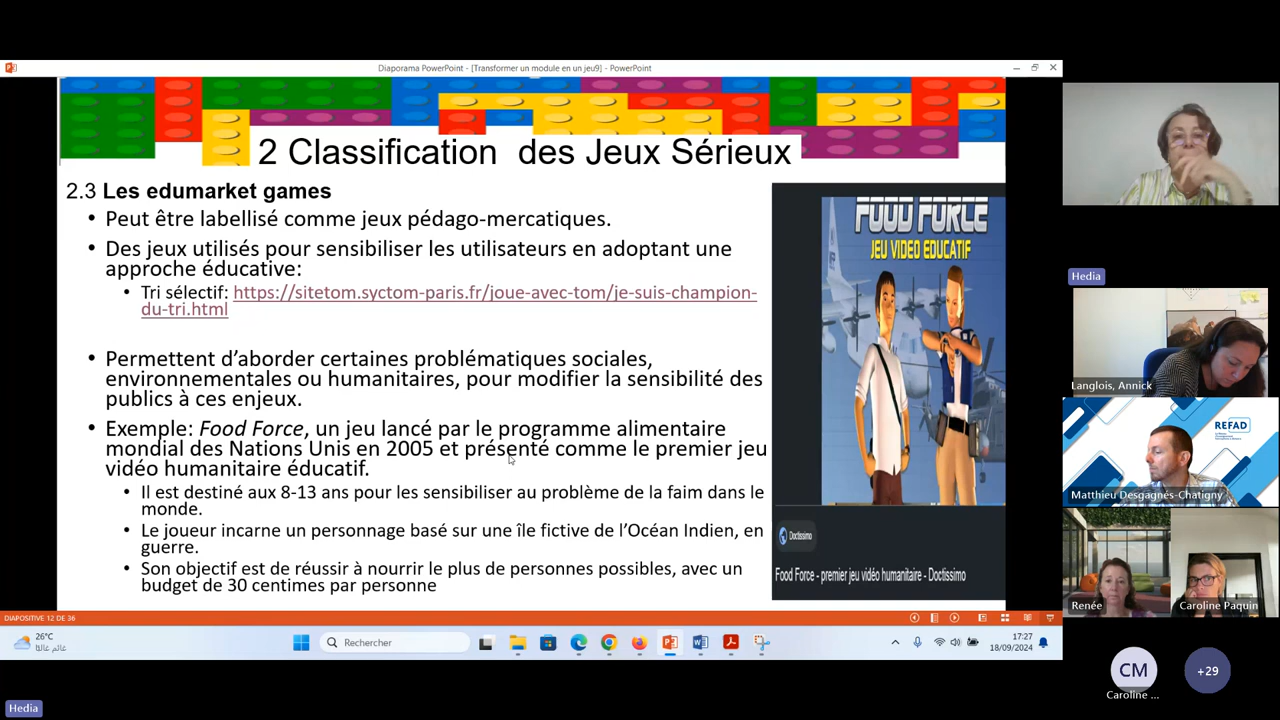 Diaporama PowerPoint - [Transformer un module en un jeu9] - PowerPoint
2 Classification des Jeux Sérieux
2.3 Les edumarket games
• Peut être labellisé comme jeux pédago-mercatiques.
• Des jeux utilisés pour sensibiliser les utilisateurs en adoptant une
approche éducative:
• Tri sélectif: https://sitetom.syctom-paris.fr/joue-avec-tom/je-suis-champion-
du-tri.html
• Permettent d’aborder certaines problématiques sociales,
environnementales ou humanitaires, pour modifier la sensibilité des
publics à ces enjeux.
• Exemple: Food Force, un jeu lancé par le programme alimentaire
mondial des Nations Unis en 2005 et présenté comme le premier jeu
vidéo humanitaire éducatif.
• Il est destiné aux 8-13 ans pour les sensibiliser au problème de la faim dans le
monde.
• Le joueur incarne un personnage basé sur une île fictive de l’Océan Indien, en
guerre.
• Son objectif est de réussir à nourrir le plus de personnes possibles, avec un
budget de 30 centimes par personne
FOOD FORCE
JEU VIDEO EDUCATIF
Doctissimo
Food Force - premier jeu vidéo humanitaire - Doctissimo
DIAPOSITIVE 12 DE 36
26°C
غائم غالبًا
Rechercher
17:27
18/09/2024
Hedia
Hedia
Langlois, Annick
REFAD
Matthieu Desgagnés-Chatigny
Renée
Caroline Paquin
CM
Caroline ...
+29